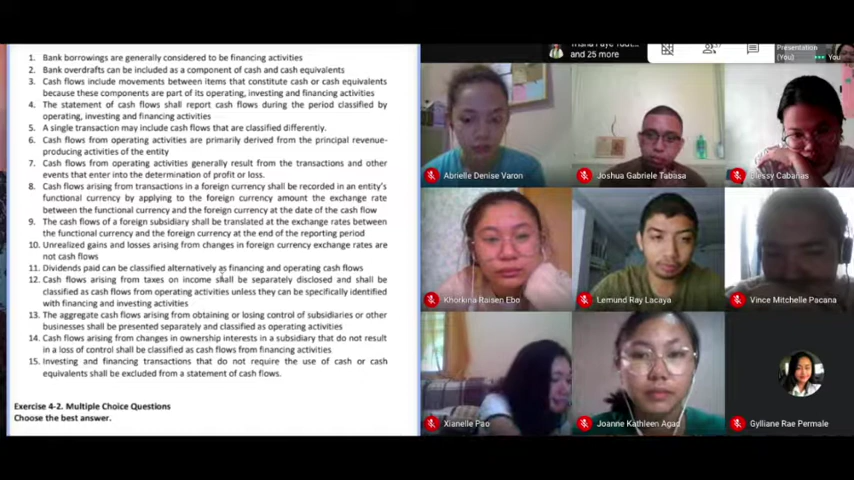 1. Bank borrowings are generally considered to be financing activities
2. Bank overdrafts can be included as a component of cash and cash equivalents
3. Cash flows include movements between items that constitute cash or cash equivalents
because these components are part of its operating, investing and financing activities
4. The statement of cash flows shall report cash flows during the period classified by
operating, investing and financing activities
5. A single transaction may include cash flows that are classified differently.
6. Cash flows from operating activities are primarily derived from the principal revenue-
producing activities of the entity
7. Cash flows from operating activities generally result from the transactions and other
events that enter into the determination of profit or loss.
8. Cash flows arising from transactions in a foreign currency shall be recorded in an entity's
functional currency by applying to the foreign currency amount the exchange rate
between the functional currency and the foreign currency at the date of the cash flow
9. The cash flows of a foreign subsidiary shall be translated at the exchange rates between
the functional currency and the foreign currency at the end of the reporting period
10. Unrealized gains and losses arising from changes in foreign currency exchange rates are
not cash flows
11. Dividends paid can be classified alternatively as financing and operating cash flows
12. Cash flows arising from taxes on income shall be separately disclosed and shall be
classified as cash flows from operating activities unless they can be specifically identified
with financing and investing activities
13. The aggregate cash flows arising from obtaining or losing control of subsidiaries or other
businesses shall be presented separately and classified as operating activities
14. Cash flows arising from changes in ownership interests in a subsidiary that do not result
in a loss of control shall be classified as cash flows from financing activities
15. Investing and financing transactions that do not require the use of cash or cash
equivalents shall be excluded from a statement of cash flows.
Exercise 4-2. Multiple Choice Questions
Choose the best answer.
and 25 more
Presentation
(You)
You
Abrielle Denise Varon
Joshua Gabriele Tabasa
Blessy Cabanas
Khorkina Raisen Ebo
Lemund Ray Lacaya
Vince Mitchelle Pacana
Xianelle Pao
Joanne Kathleen Agad
Gylliane Rae Permale